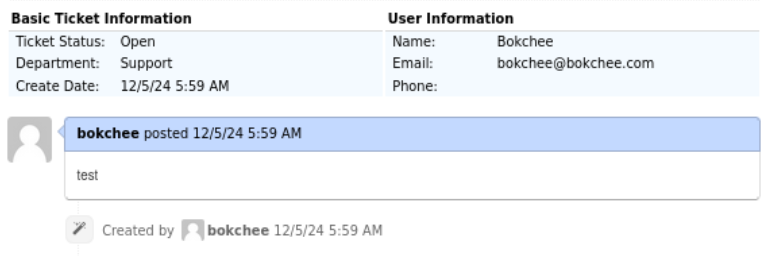 Basic Ticket Information
User Information
Ticket Status: Open
Name: Bokchee
Department: Support
Email: bokchee@bokchee.com
Create Date: 12/5/24 5:59 AM
Phone:
bokchee posted 12/5/24 5:59 AM
test
Created by bokchee 12/5/24 5:59 AM